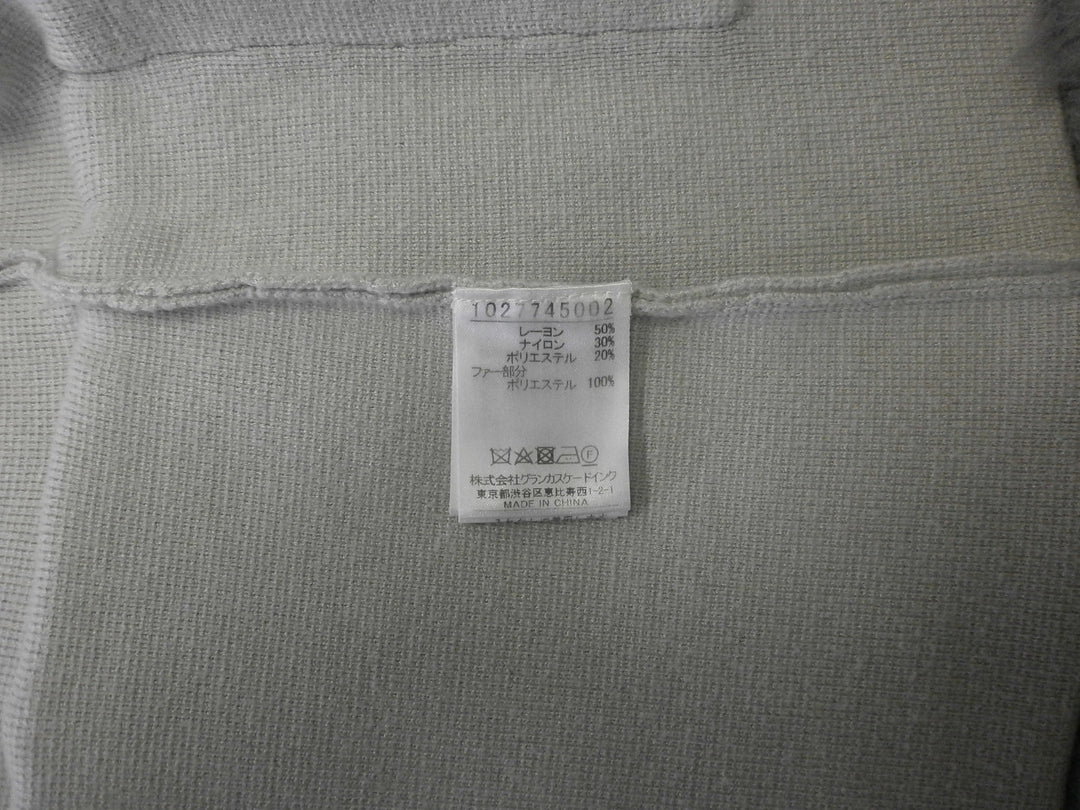 1027745002
レーヨン 50%
ナイロン 30%
ポリエステル 20%
ファー部分
ポリエステル 100%
F
株式会社グランカスケードインク
東京都渋谷区恵比寿西1-2-1
MADE IN CHINA